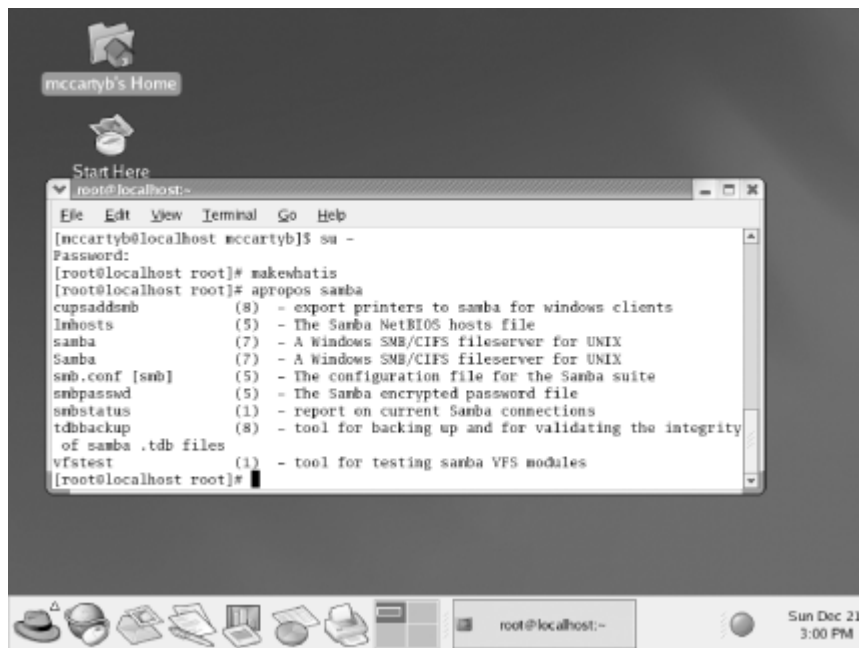 mccartyb's Home
Start Here
root@localhost:~
File Edit View Terminal Go Help
[mccartyb@localhost mccartyb]$ su -
Password:
[root@localhost root]# makewhatis
[root@localhost root]# apropos samba
cupsaddsmb (8) - export printers to samba for windows clients
lmhosts (5) - The Samba NetBIOS hosts file
samba (7) - A Windows SMB/CIFS fileserver for UNIX
Samba (7) - A Windows SMB/CIFS fileserver for UNIX
smb.conf [smb] (5) - The configuration file for the Samba suite
smbpasswd (5) - The Samba encrypted password file
smbstatus (1) - report on current Samba connections
tdbbackup (8) - tool for backing up and for validating the integrity
of samba .tdb files
vfstest (1) - tool for testing samba VFS modules
[root@localhost root]#
root@localhost:~
Sun Dec 21
3:00 PM